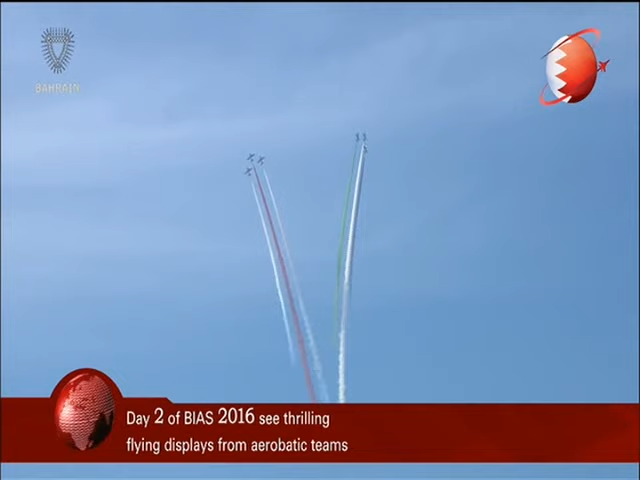 BAHRAIN
Day 2 of BIAS 2016 see thrilling
flying displays from aerobatic teams